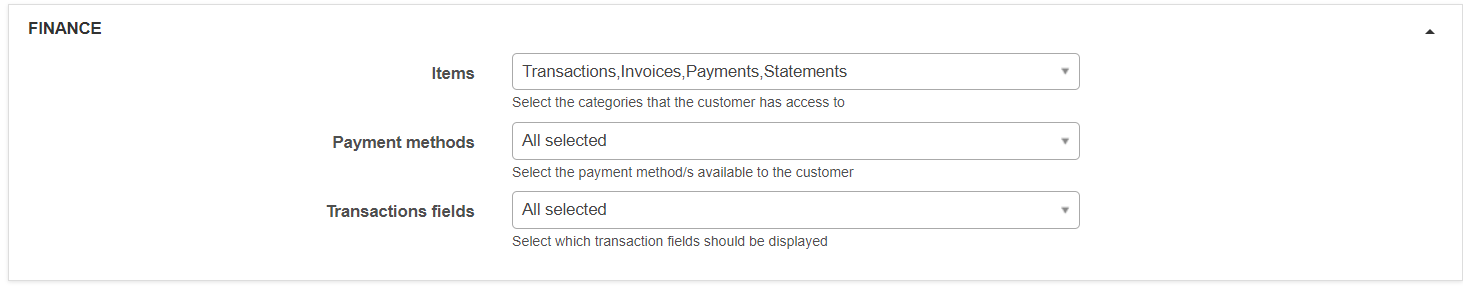 FINANCE
Items
Transactions,Invoices,Payments,Statements
Select the categories that the customer has access to
Payment methods
All selected
Select the payment method/s available to the customer
Transactions fields
All selected
Select which transaction fields should be displayed